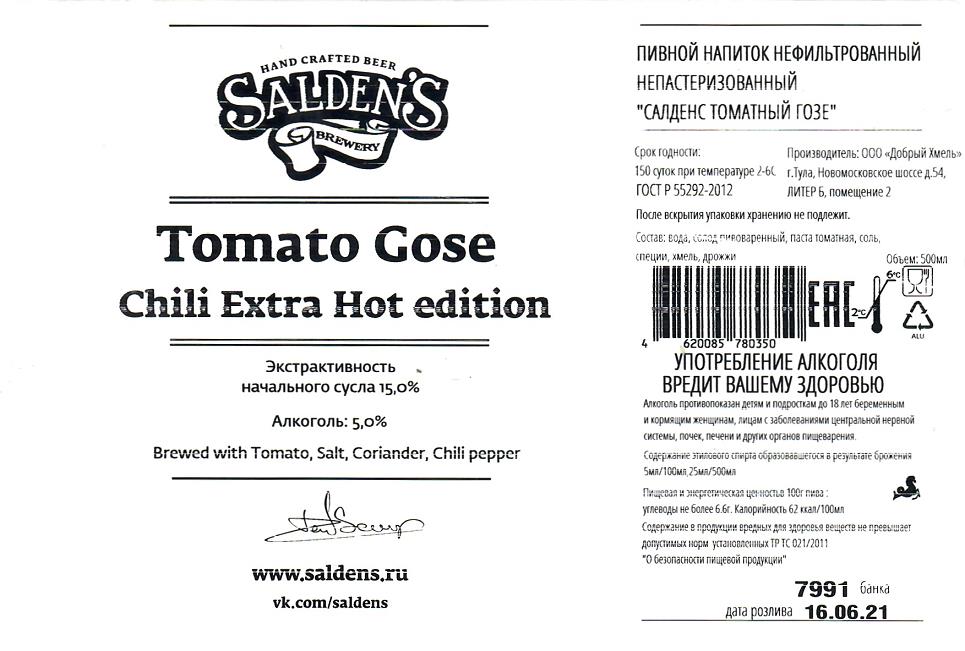 HAND CRAFTED BEER
SALDEN'S
BREWERY
Tomato Gose
Chili Extra Hot edition
Экстрактивность
начального сусла 15,0%
Алкоголь: 5,0%
Brewed with Tomato, Salt, Coriander, Chili pepper
www.saldens.ru
vk.com/saldens
ПИВНОЙ НАПИТОК НЕФИЛЬТРОВАННЫЙ
НЕПАСТЕРИЗОВАННЫЙ
"САЛДЕНС ТОМАТНЫЙ ГОЗЕ"
Срок годности:
150 суток при температуре 2-6С
ГОСТ Р 55292-2012
Производитель: ООО «Добрый Хмель»
г.Тула, Новомосковское шоссе д.54,
ЛИТЕР Б, помещение 2
После вскрытия упаковки хранению не подлежит.
Состав: вода, солод пивоваренный, паста томатная, соль,
специи, хмель, дрожжи
Объем: 500мл
EAC
6°C
2°C
ALU
4 620085 780350
УПОТРЕБЛЕНИЕ АЛКОГОЛЯ
ВРЕДИТ ВАШЕМУ ЗДОРОВЬЮ
Алкоголь противопоказан детям и подросткам до 18 лет беременным
и кормящим женщинам, лицам с заболеваниями центральной нервной
системы, почек, печени и других органов пищеварения.
Содержание этилового спирта образовавшегося в результате брожения
5мл/100мл,25мл/500мл
Пищевая и энергетическая ценностью 100г пива :
углеводы не более 6.6г. Калорийность 62 ккал/100мл
Содержание в продукции вредных для здоровья веществ не превышает
допустимых норм установленных ТР ТС 021/2011
"О безопасности пищевой продукции"
7991 банка
дата розлива 16.06.21